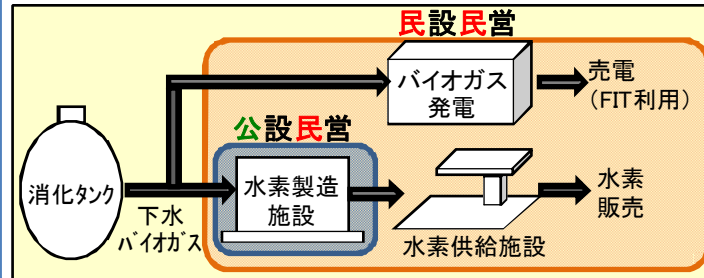 民設民営
バイオガス
発電
売電
（FIT利用）
公設民営
消化タンク
下水
バイオガス
水素製造
施設
水素供給施設
水素
販売